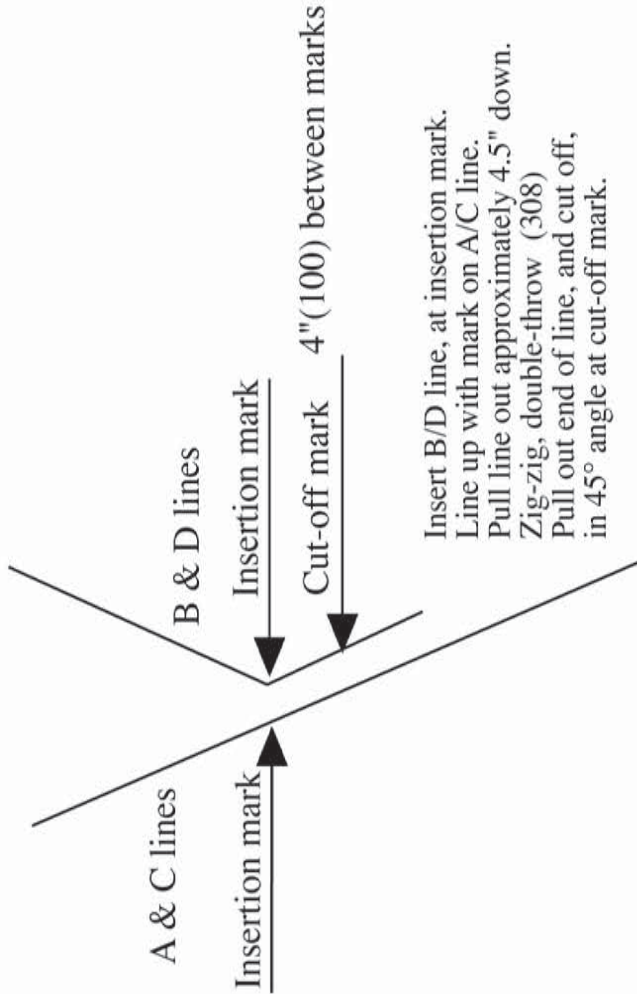 A & C lines
Insertion mark
B & D lines
Insertion mark
Cut-off mark
4"(100) between marks
Insert B/D line, at insertion mark.
Line up with mark on A/C line.
Pull line out approximately 4.5" down.
Zig-zig, double-throw (308)
Pull out end of line, and cut off,
in 45° angle at cut-off mark.